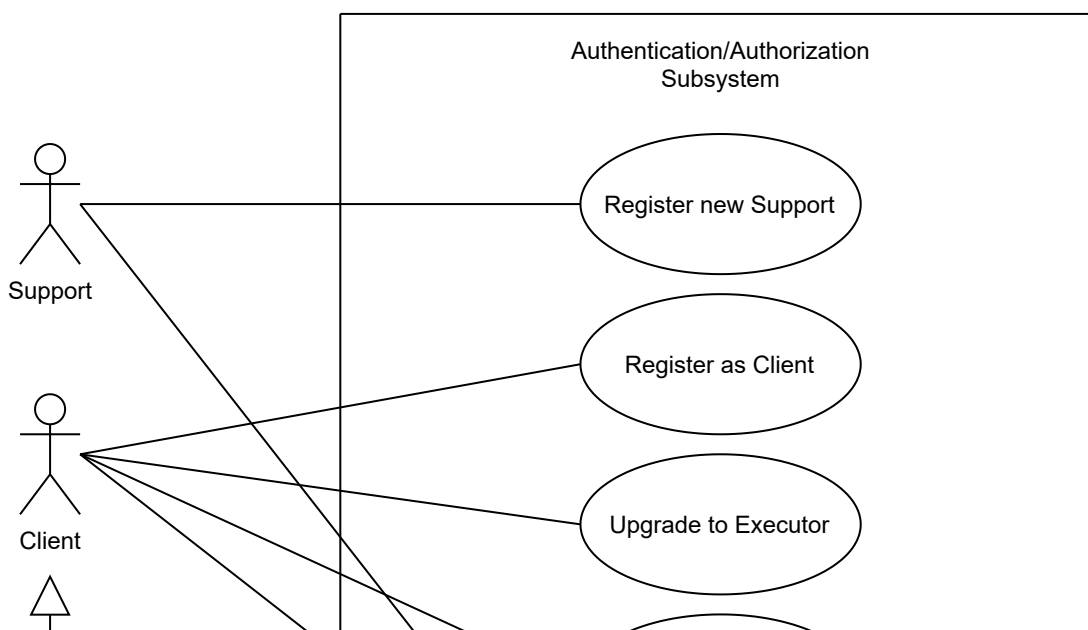 Authentication/Authorization
Subsystem
Register new Support
Support
Register as Client
Upgrade to Executor
Client